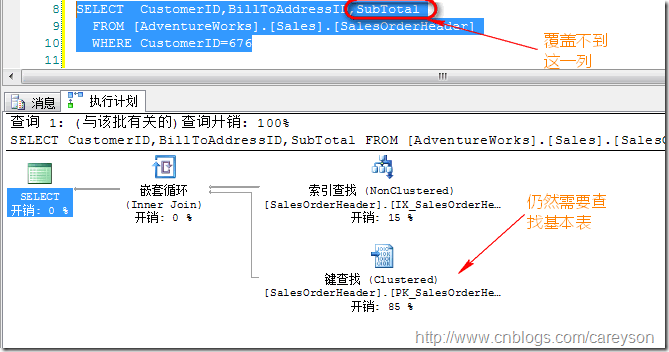 8
SELECT CustomerID,BillToAddressID,SubTotal
9
FROM [AdventureWorks].[Sales].[SalesOrderHeader]
10
WHERE CustomerID=676
11
覆盖不到
这一列
消息
执行计划
查询 1: (与该批有关的)查询开销: 100%
SELECT CustomerID,BillToAddressID,SubTotal FROM [AdventureWorks].[Sales].[SalesO
SELECT
开销: 0 %
嵌套循环
(Inner Join)
开销: 0 %
索引查找 (NonClustered)
[SalesOrderHeader].[IX_SalesOrderHe…
开销: 15 %
仍然需要查
找基本表
键查找 (Clustered)
[SalesOrderHeader].[PK_SalesOrderHe…
开销: 85 %
http://www.cnblogs.com/careyson